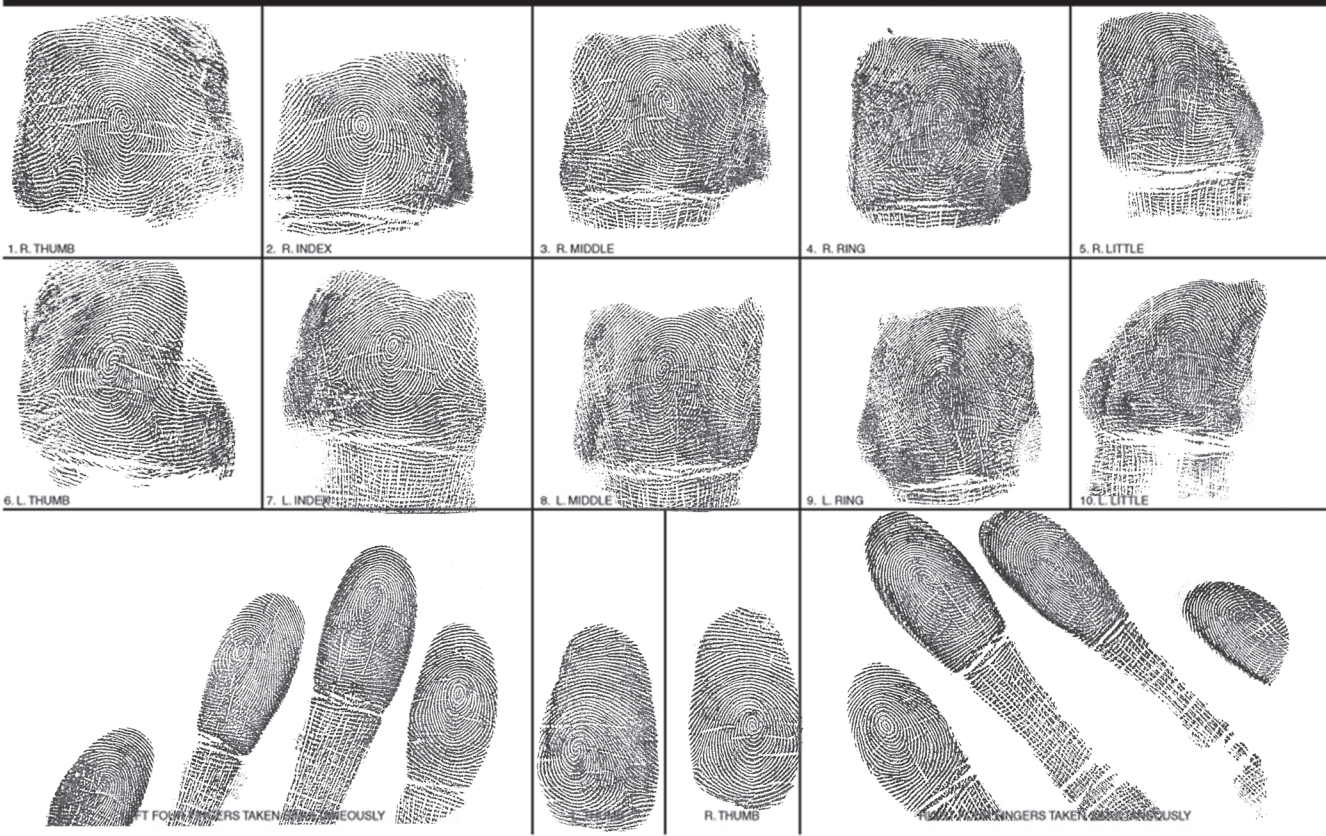 1. R. THUMB
2. R. INDEX
3. R. MIDDLE
4. R. RING
5. R. LITTLE
6. L. THUMB
7. L. INDEX
8. L. MIDDLE
9. L. RING
10. L. LITTLE
FOUR FINGERS TAKEN
R. THUMB
FINGERS TAKEN